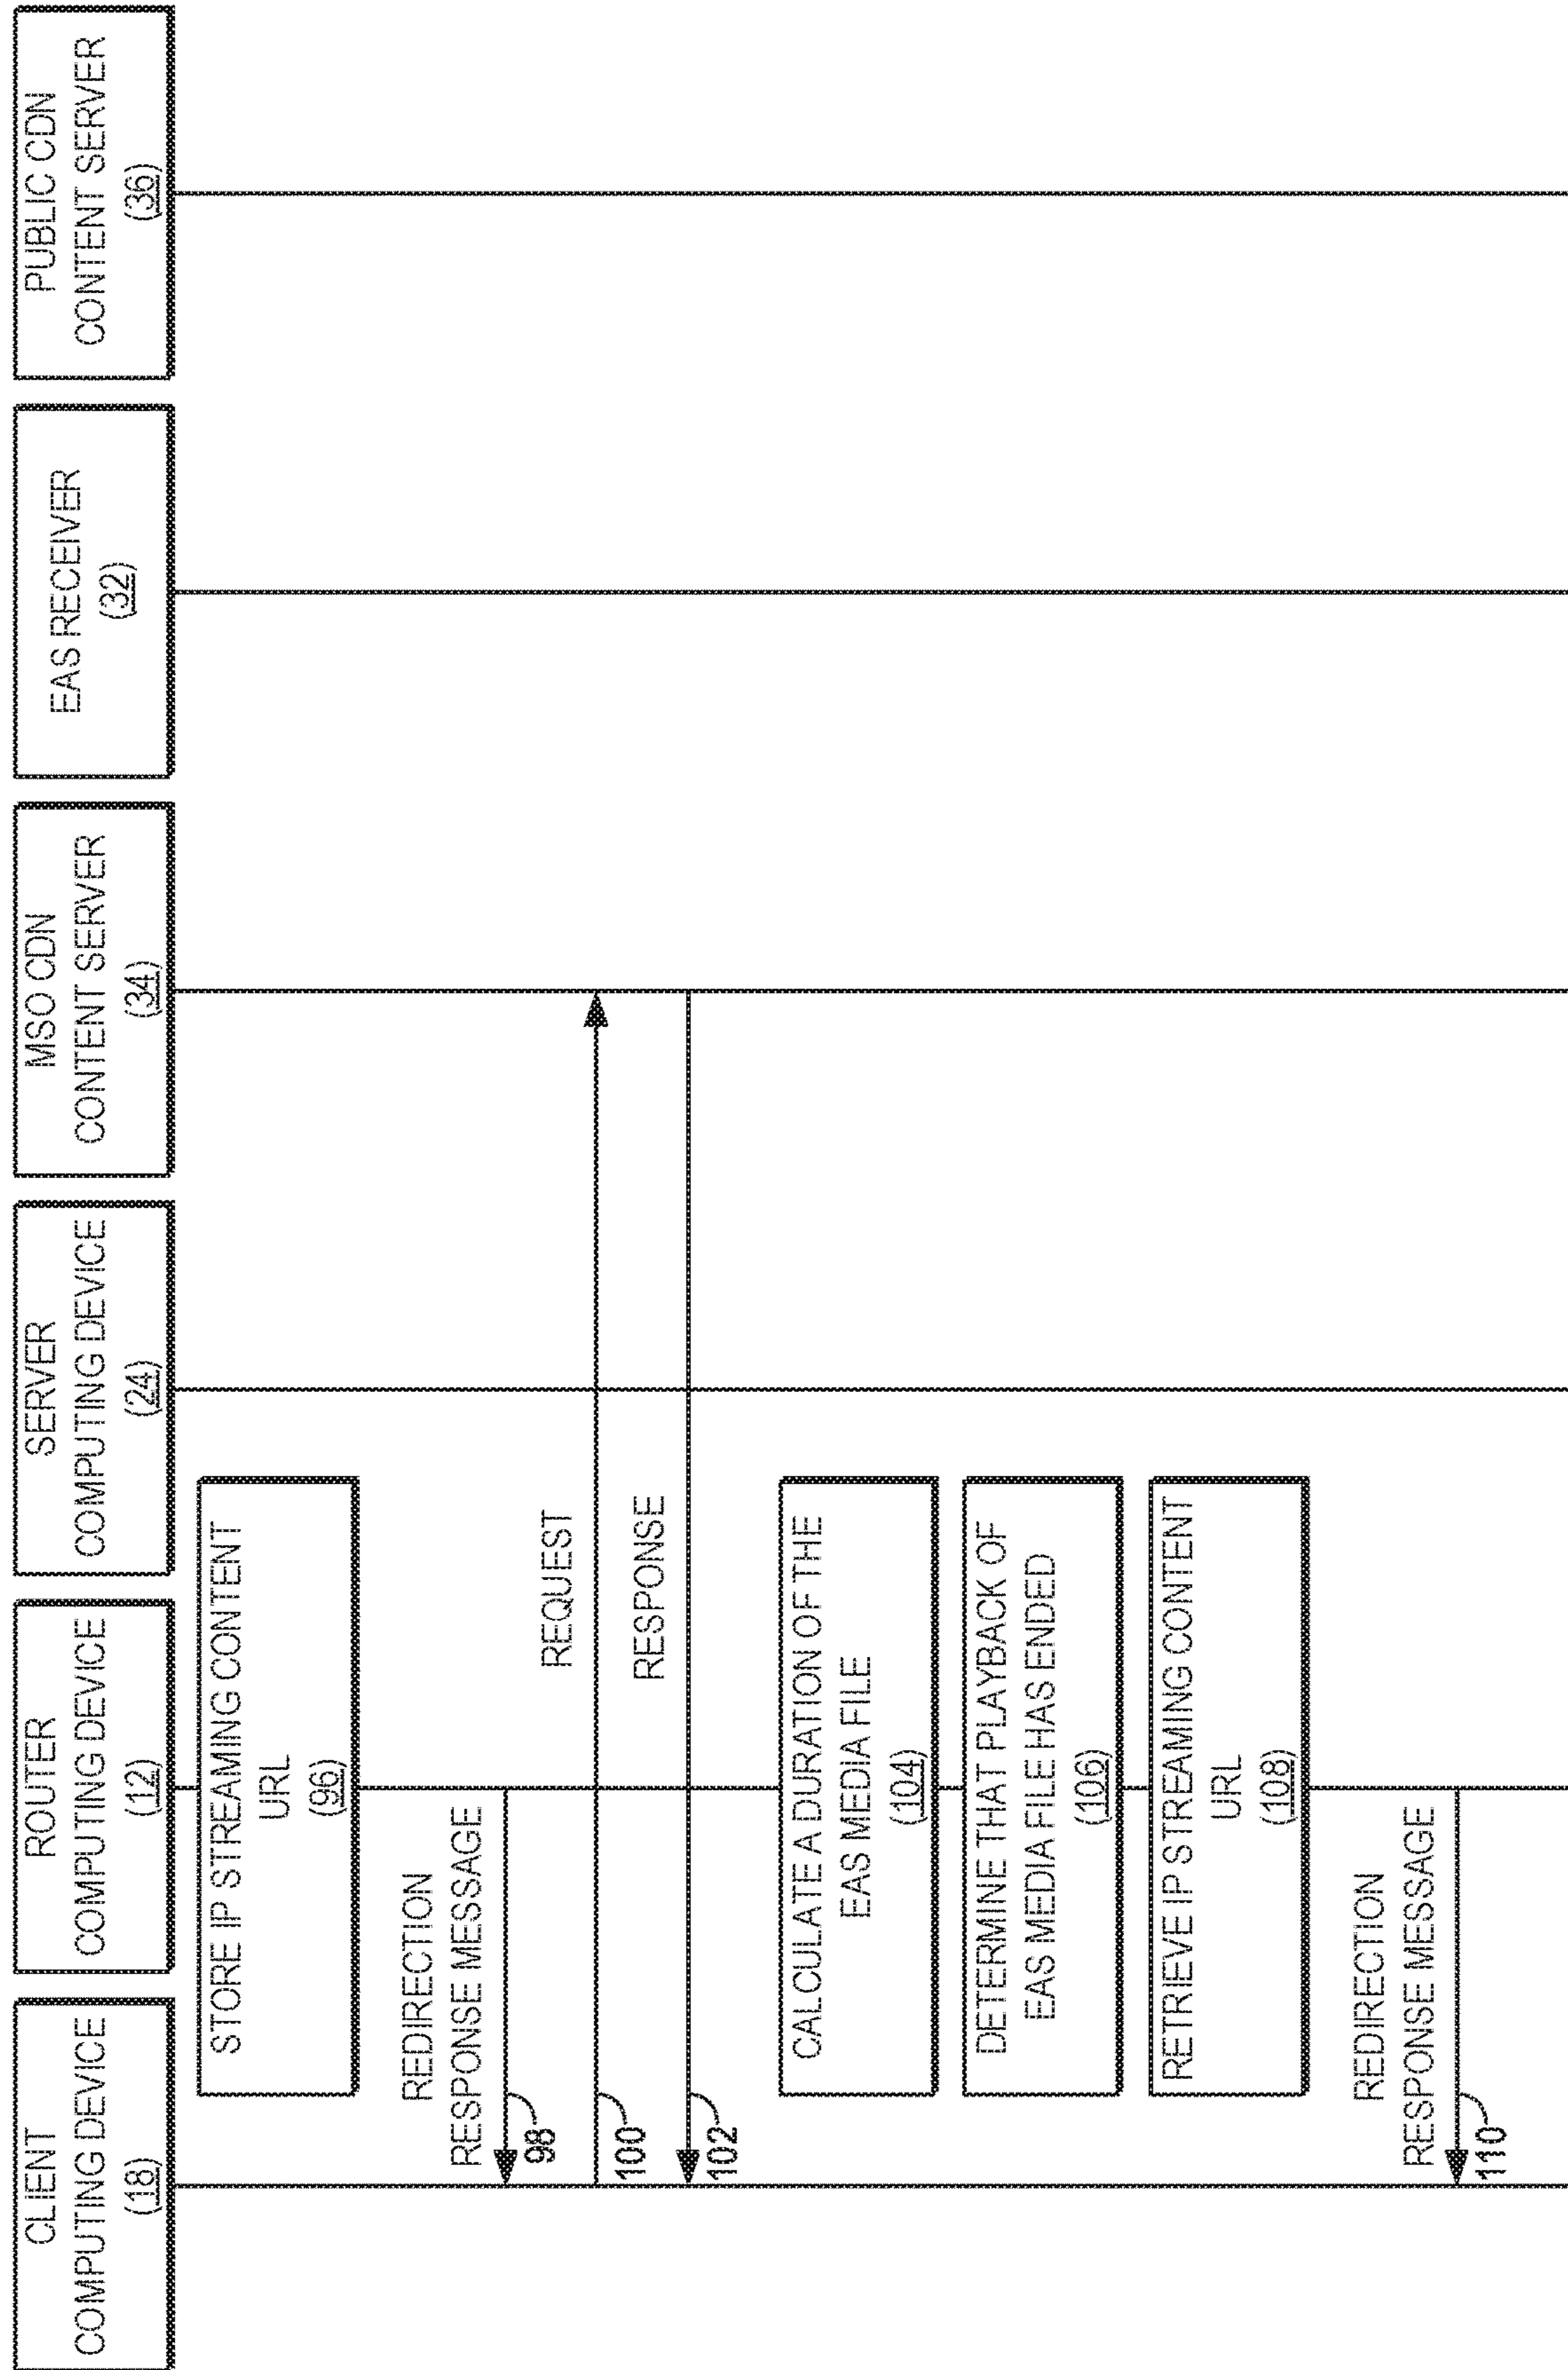 CLIENT
COMPUTING DEVICE
(18)
ROUTER
COMPUTING DEVICE
(12)
SERVER
COMPUTING DEVICE
(24)
MSO CDN
CONTENT SERVER
(34)
EAS RECEIVER
(32)
PUBLIC CDN
CONTENT SERVER
(36)
STORE IP STREAMING CONTENT
URL
(96)
REDIRECTION
RESPONSE MESSAGE
98
REQUEST
100
RESPONSE
102
CALCULATE A DURATION OF THE
EAS MEDIA FILE
(104)
DETERMINE THAT PLAYBACK OF
EAS MEDIA FILE HAS ENDED
(106)
RETRIEVE IP STREAMING CONTENT
URL
(108)
REDIRECTION
RESPONSE MESSAGE
110